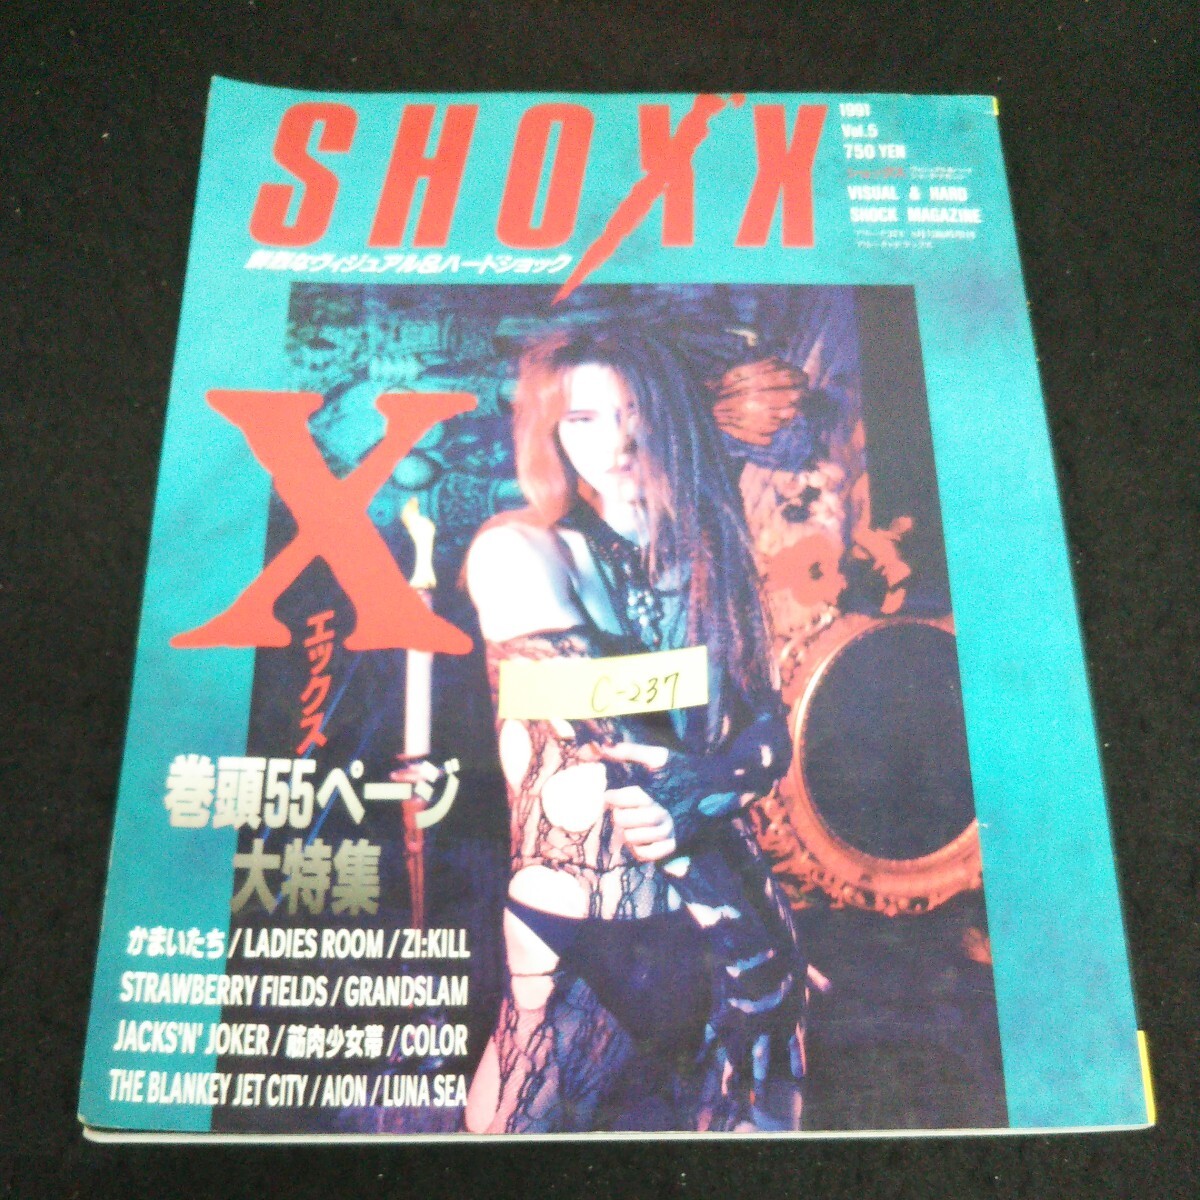 SHOXX
1991
Vol.5
750 YEN
VISUAL & HARD
SHOCK MAGAZINE
鮮烈なヴィジュアル&ハードショック
X
エックス
C-237
巻頭55ページ
大特集
かまいたち/LADIES ROOM/ZI:KILL
STRAWBERRY FIELDS/GRANDSLAM
JACKS'N' JOKER/筋肉少女帯/COLOR
THE BLANKEY JET CITY/AION/LUNA SEA